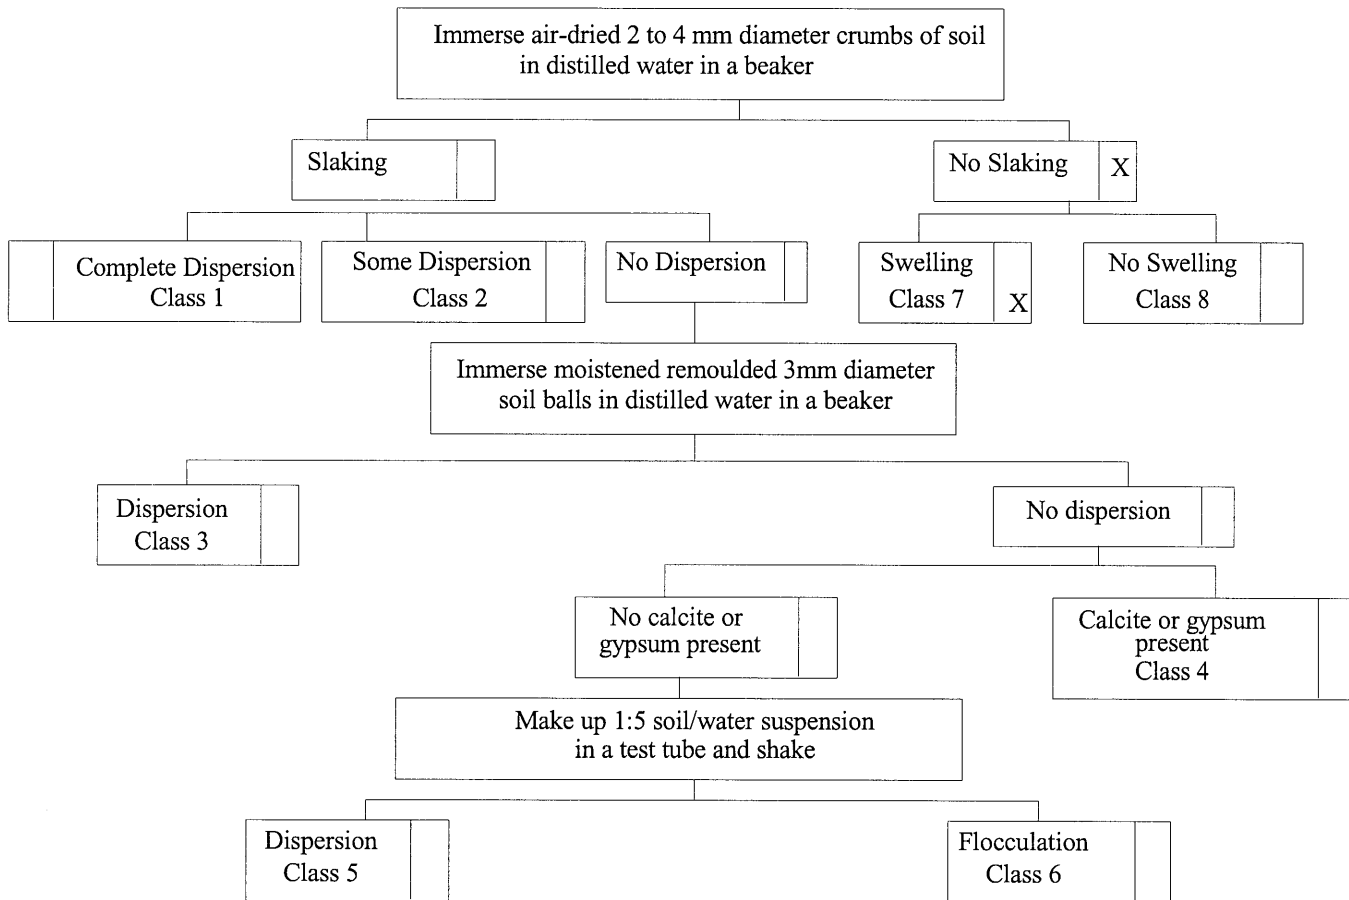 Immerse air-dried 2 to 4 mm diameter crumbs of soil
in distilled water in a beaker
Slaking
No Slaking
X
Complete Dispersion
Class 1
Some Dispersion
Class 2
No Dispersion
Swelling
Class 7
X
No Swelling
Class 8
Immerse moistened remoulded 3mm diameter
soil balls in distilled water in a beaker
Dispersion
Class 3
No dispersion
No calcite or
gypsum present
Calcite or gypsum
present
Class 4
Make up 1:5 soil/water suspension
in a test tube and shake
Dispersion
Class 5
Flocculation
Class 6